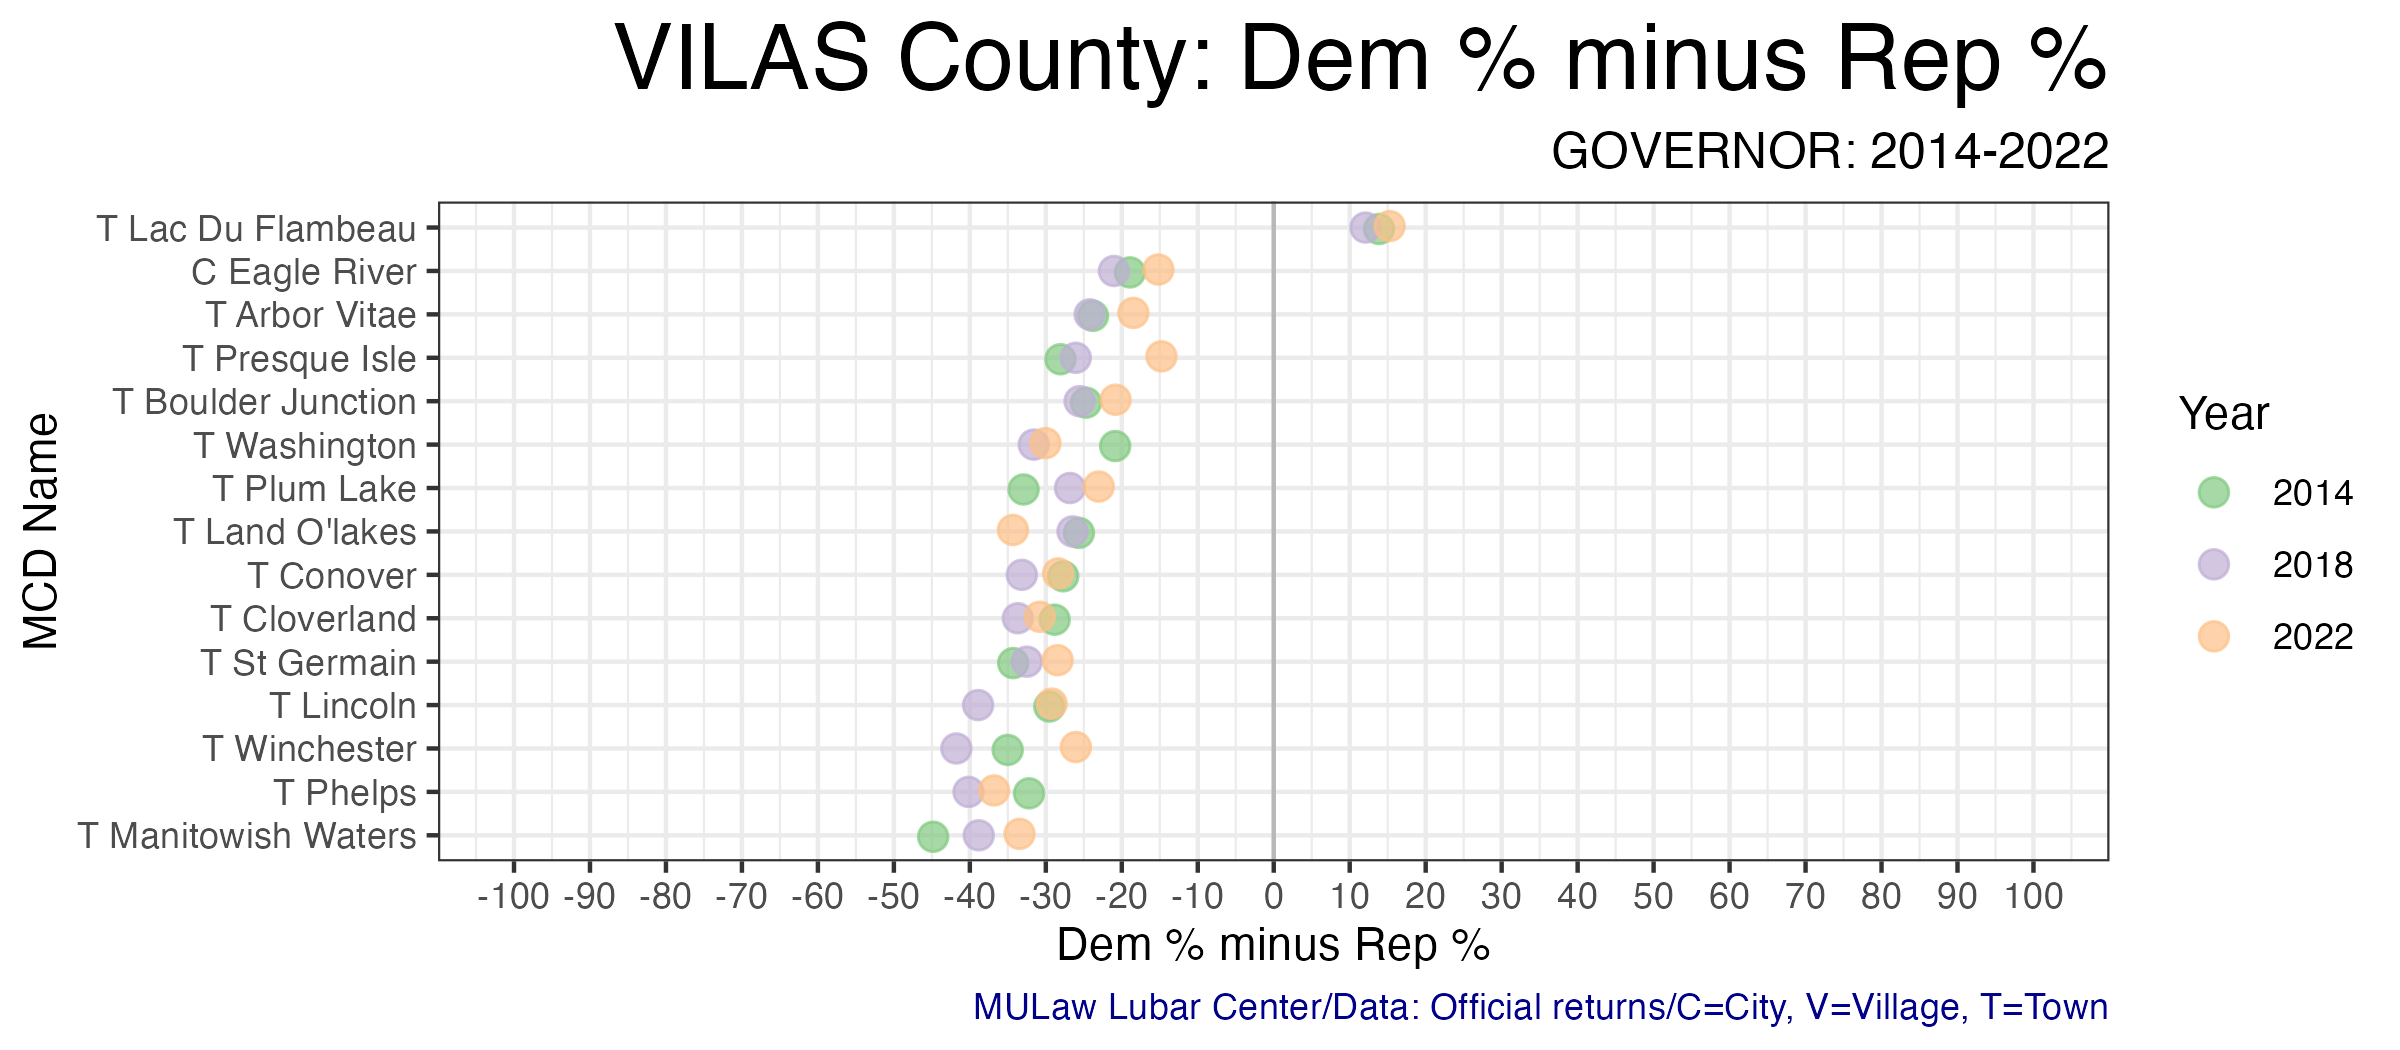 VILAS County: Dem % minus Rep %
GOVERNOR: 2014-2022
MCD Name
T Lac Du Flambeau
C Eagle River
T Arbor Vitae
T Presque Isle
T Boulder Junction
T Washington
T Plum Lake
T Land O'lakes
T Conover
T Cloverland
T St Germain
T Lincoln
T Winchester
T Phelps
T Manitowish Waters
-100 -90 -80 -70 -60 -50 -40 -30 -20 -10 0 10 20 30 40 50 60 70 80 90 100
Dem % minus Rep %
Year
2014
2018
2022
MULaw Lubar Center/Data: Official returns/C=City, V=Village, T=Town